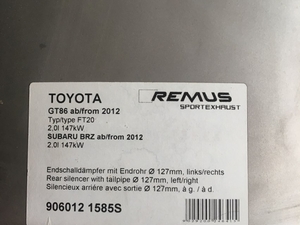 TOYOTA
GT86 ab/from 2012
Typ/type FT20
2.0l 147kW
SUBARU BRZ ab/from 2012
2.0l 147kW
REMUS
SPORTEXHAUST
Endschalldämpfer mit Endrohr Ø 127mm, links/rechts
Rear silencer with tailpipe Ø 127mm, left/right
Silencieux arriére avec sortie Ø 127mm, à g. / à d.
906012 1585S